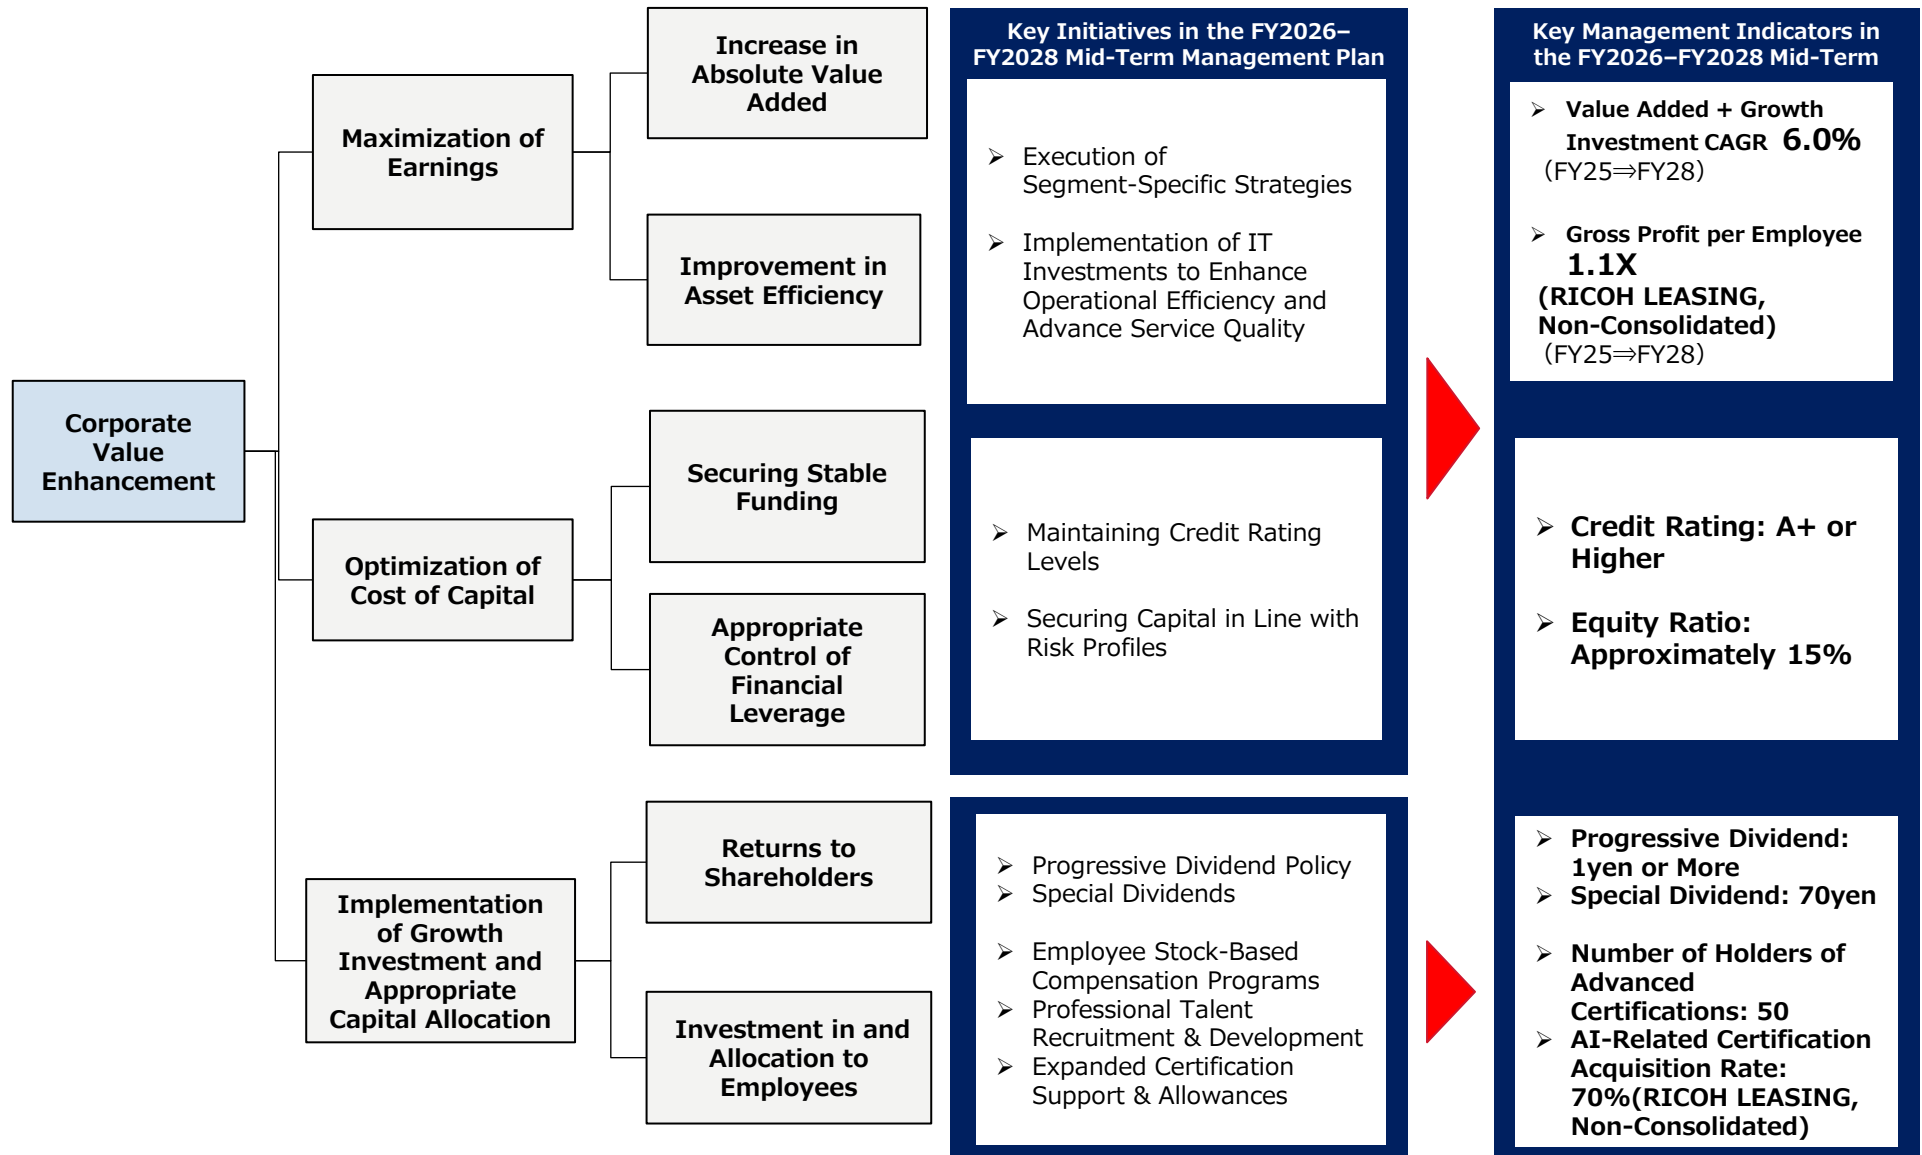 Corporate
Value
Enhancement
Maximization of
Earnings
Increase in
Absolute Value
Added
Improvement in
Asset Efficiency
Optimization of
Cost of Capital
Securing Stable
Funding
Appropriate
Control of
Financial
Leverage
Implementation
of Growth
Investment and
Appropriate
Capital Allocation
Returns to
Shareholders
Investment in and
Allocation to
Employees
Key Initiatives in the FY2026–
FY2028 Mid-Term Management Plan
➢ Execution of
Segment-Specific Strategies
➢ Implementation of IT
Investments to Enhance
Operational Efficiency and
Advance Service Quality
➢ Maintaining Credit Rating
Levels
➢ Securing Capital in Line with
Risk Profiles
➢ Progressive Dividend Policy
➢ Special Dividends
➢ Employee Stock-Based
Compensation Programs
➢ Professional Talent
Recruitment & Development
➢ Expanded Certification
Support & Allowances
Key Management Indicators in
the FY2026–FY2028 Mid-Term
➢ Value Added + Growth
Investment CAGR 6.0%
（FY25⇒FY28）
➢ Gross Profit per Employee
1.1X
(RICOH LEASING,
Non-Consolidated)
（FY25⇒FY28）
➢ Credit Rating: A+ or
Higher
➢ Equity Ratio:
Approximately 15%
➢ Progressive Dividend:
1yen or More
➢ Special Dividend: 70yen
➢ Number of Holders of
Advanced
Certifications: 50
➢ AI-Related Certification
Acquisition Rate:
70%(RICOH LEASING,
Non-Consolidated)